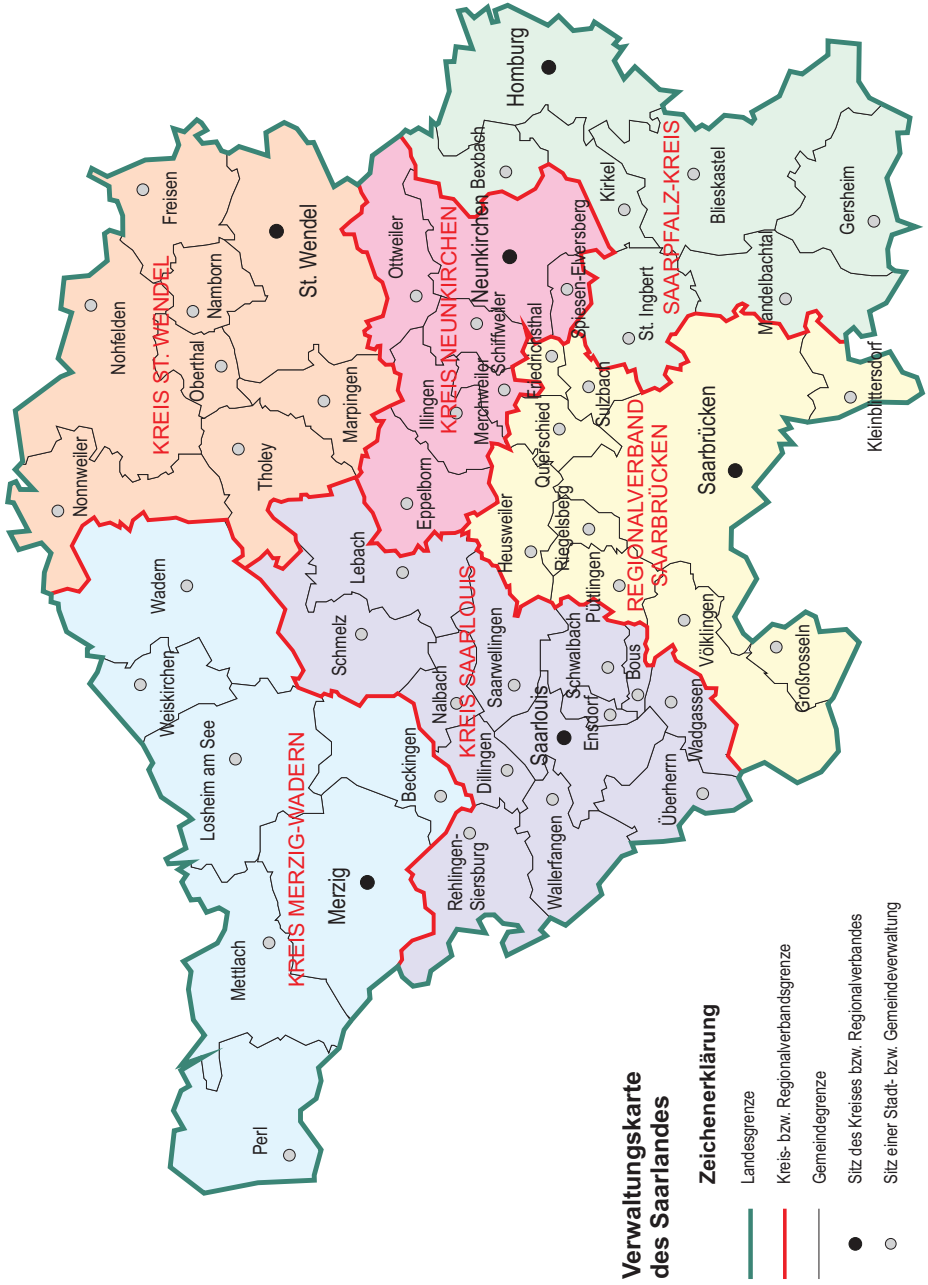 Nonnweiler
Nohfelden
Freisen
KREIS ST. WENDEL
Oberthal
Namborn
Tholey
Marpingen
St. Wendel
Wadern
Weiskirchen
Losheim am See
KREIS MERZIG-WADERN
Mettlach
Perl
Merzig
Beckingen
Lebach
Schmelz
Nalbach
KREIS SAARLOUIS
Saarwellingen
Dillingen
Rehlingen-
Siersburg
Saarlouis
Wallerfangen
Schwalbach
Ensdorf
Bous
Wadgassen
Überherrn
Eppelborn
Illingen
KREIS NEUNKIRCHEN
Ottweiler
Merchweiler
Schiffweiler
Neunkirchen
Spiesen-Elversberg
Bexbach
Homburg
Kirkel
SAARPFALZ-KREIS
St. Ingbert
Blieskastel
Mandelbachtal
Gersheim
Heusweiler
Riegelsberg
Quierschied
Friedrichsthal
Sulzbach
Püttlingen
REGIONALVERBAND
SAARBRÜCKEN
Saarbrücken
Völklingen
Großrosseln
Kleinblittersdorf
Verwaltungskarte
des Saarlandes
Zeichenerklärung
Landesgrenze
Kreis- bzw. Regionalverbandsgrenze
Gemeindegrenze
Sitz des Kreises bzw. Regionalverbandes
Sitz einer Stadt- bzw. Gemeindeverwaltung